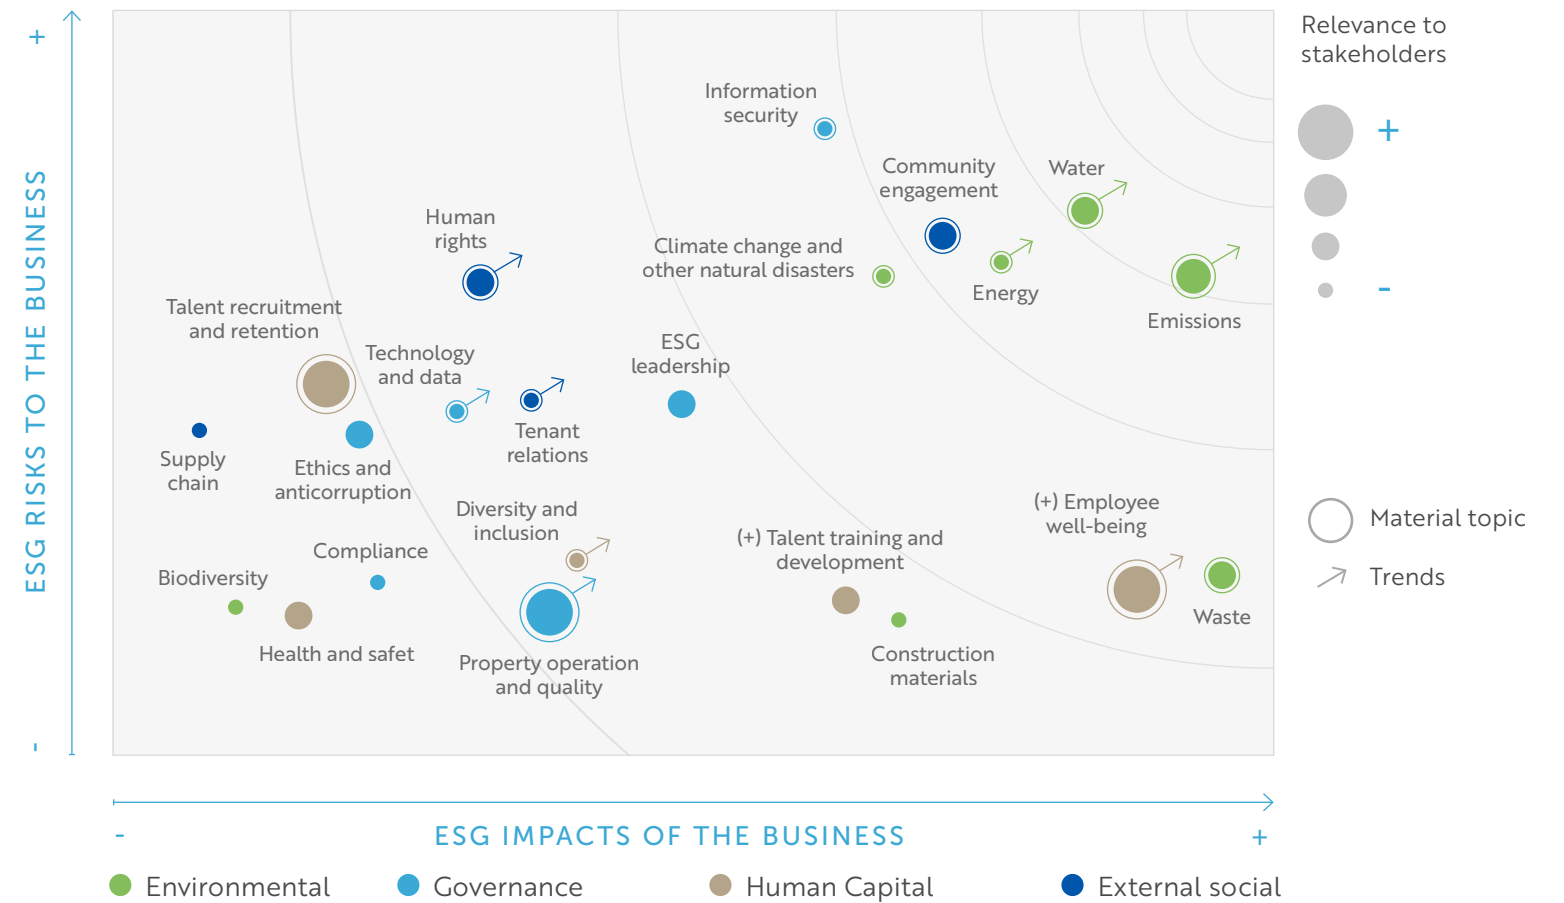 +
ESG RISKS TO THE BUSINESS
-
Information
security
Community
engagement
Water
Human
rights
Climate change and
other natural disasters
Energy
Emissions
Talent recruitment
and retention
Technology
and data
ESG
leadership
Supply
chain
Ethics and
anticorruption
Tenant
relations
Diversity and
inclusion
(+) Talent training and
development
(+) Employee
well-being
Compliance
Biodiversity
Health and safet
Property operation
and quality
Construction
materials
Waste
Relevance to
stakeholders
+
-
Material topic
Trends
-
ESG IMPACTS OF THE BUSINESS
+
Environmental
Governance
Human Capital
External social